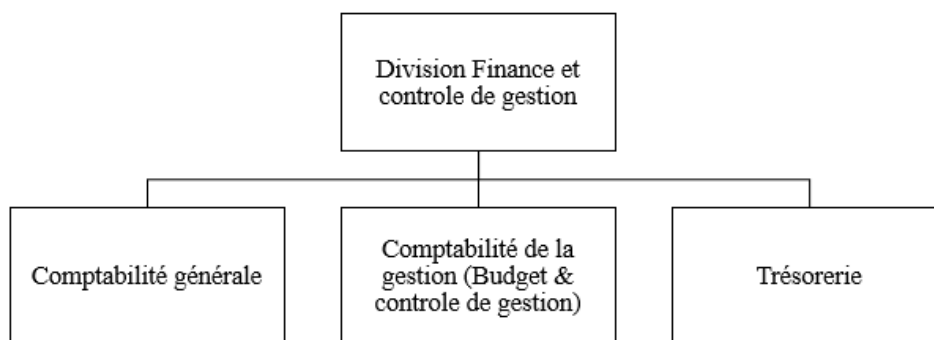 Division Finance et
controle de gestion
Comptabilité générale
Comptabilité de la
gestion (Budget &
controle de gestion)
Trésorerie